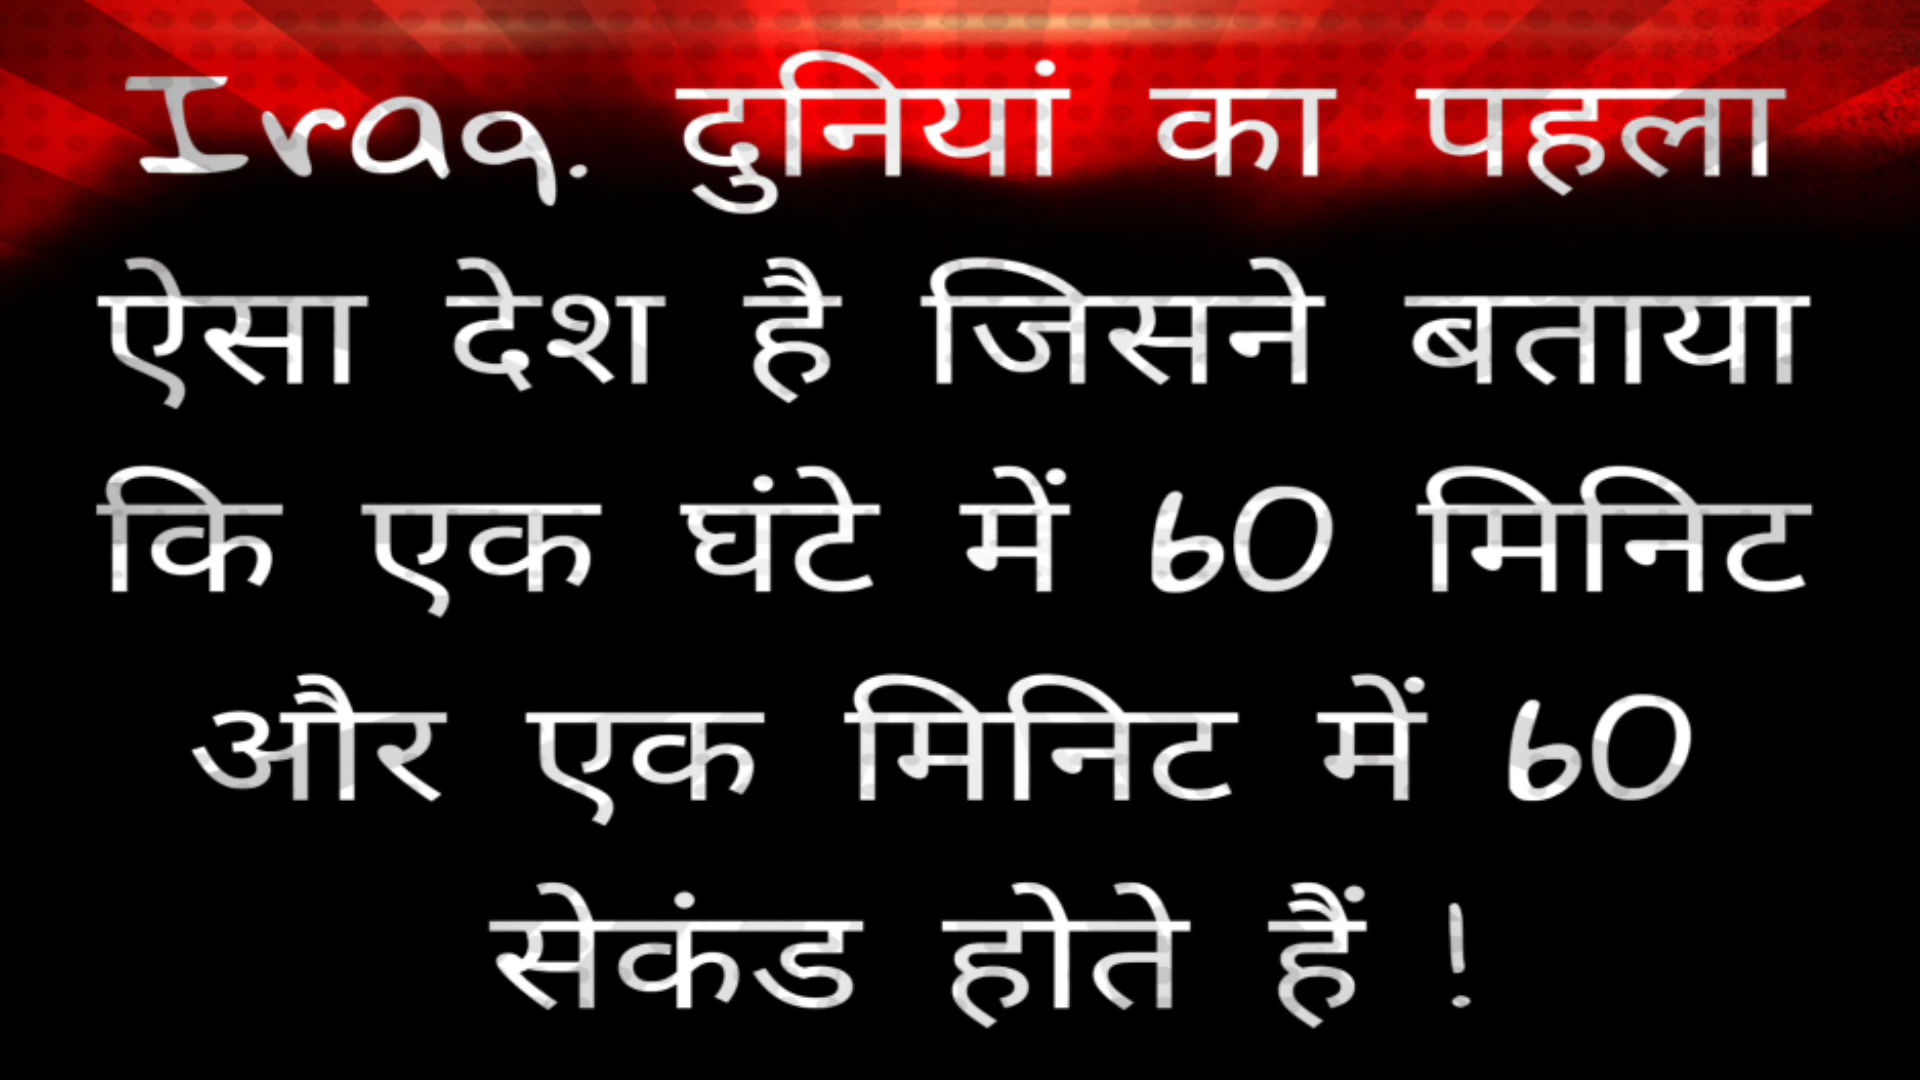 Iraq. दुनियां का पहला
ऐसा देश है जिसने बताया
कि एक घंटे में 60 मिनिट
और एक मिनिट में 60
सेकंड होते हैं !